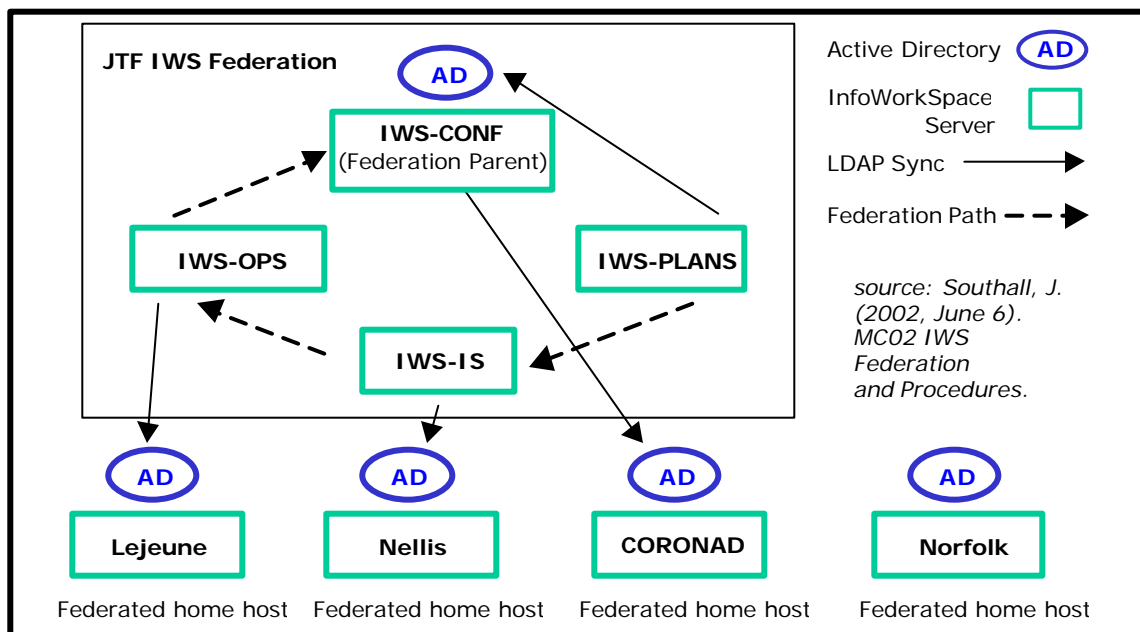 JTF IWS Federation
AD
IWS-CONF
(Federation Parent)
IWS-OPS
IWS-PLANS
IWS-IS
Active Directory AD
InfoWorkSpace
Server
LDAP Sync
Federation Path
source: Southall, J.
(2002, June 6).
MC02 IWS
Federation
and Procedures.
AD
AD
AD
AD
Lejeune
Nellis
CORONAD
Norfolk
Federated home host
Federated home host
Federated home host
Federated home host